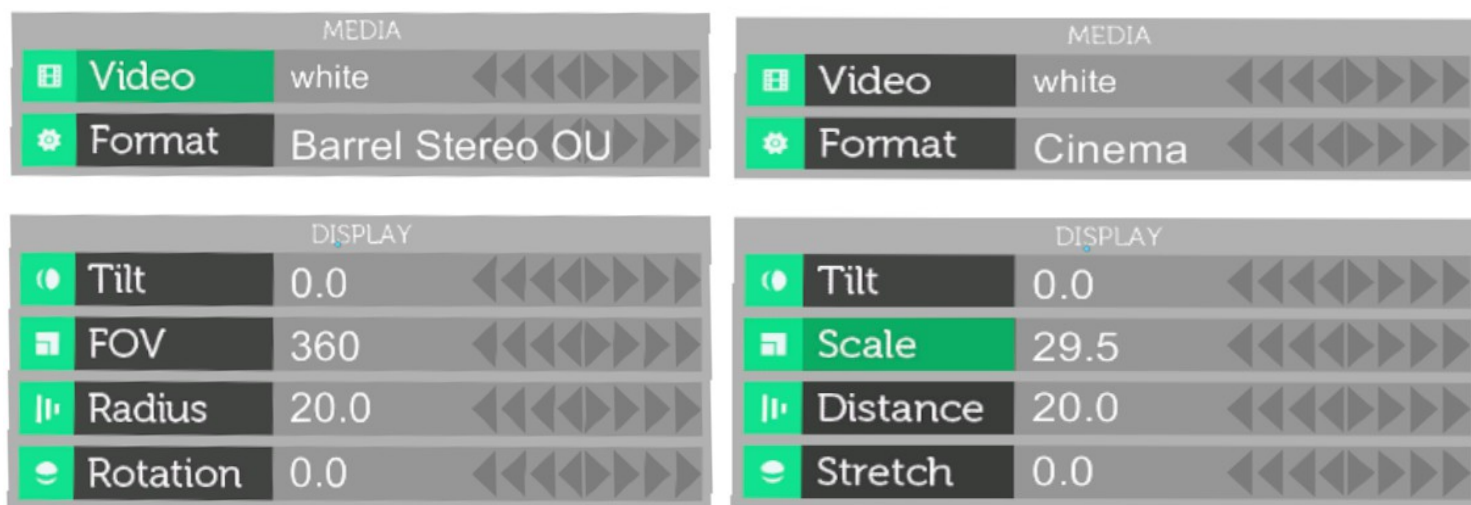 MEDIA
Video white
Format Barrel Stereo OU
DISPLAY
Tilt 0.0
FOV 360
Radius 20.0
Rotation 0.0
MEDIA
Video white
Format Cinema
DISPLAY
Tilt 0.0
Scale 29.5
Distance 20.0
Stretch 0.0